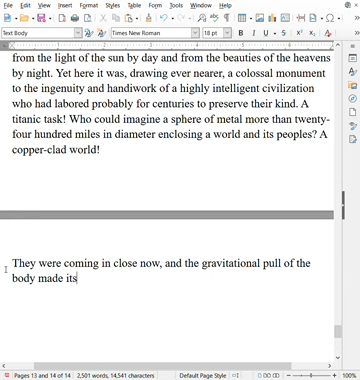 File Edit View Insert Format Styles Table Form Tools Window Help
Text Body Times New Roman 18 pt
from the light of the sun by day and from the beauties of the heavens
by night. Yet here it was, drawing ever nearer, a colossal monument
to the ingenuity and handiwork of a highly intelligent civilization
who had labored probably for centuries to preserve their kind. A
titanic task! Who could imagine a sphere of metal more than twenty-
four hundred miles in diameter enclosing a world and its peoples? A
copper-clad world!
They were coming in close now, and the gravitational pull of the
body made its
Pages 13 and 14 of 14 2,501 words, 14,541 characters Default Page Style 100%